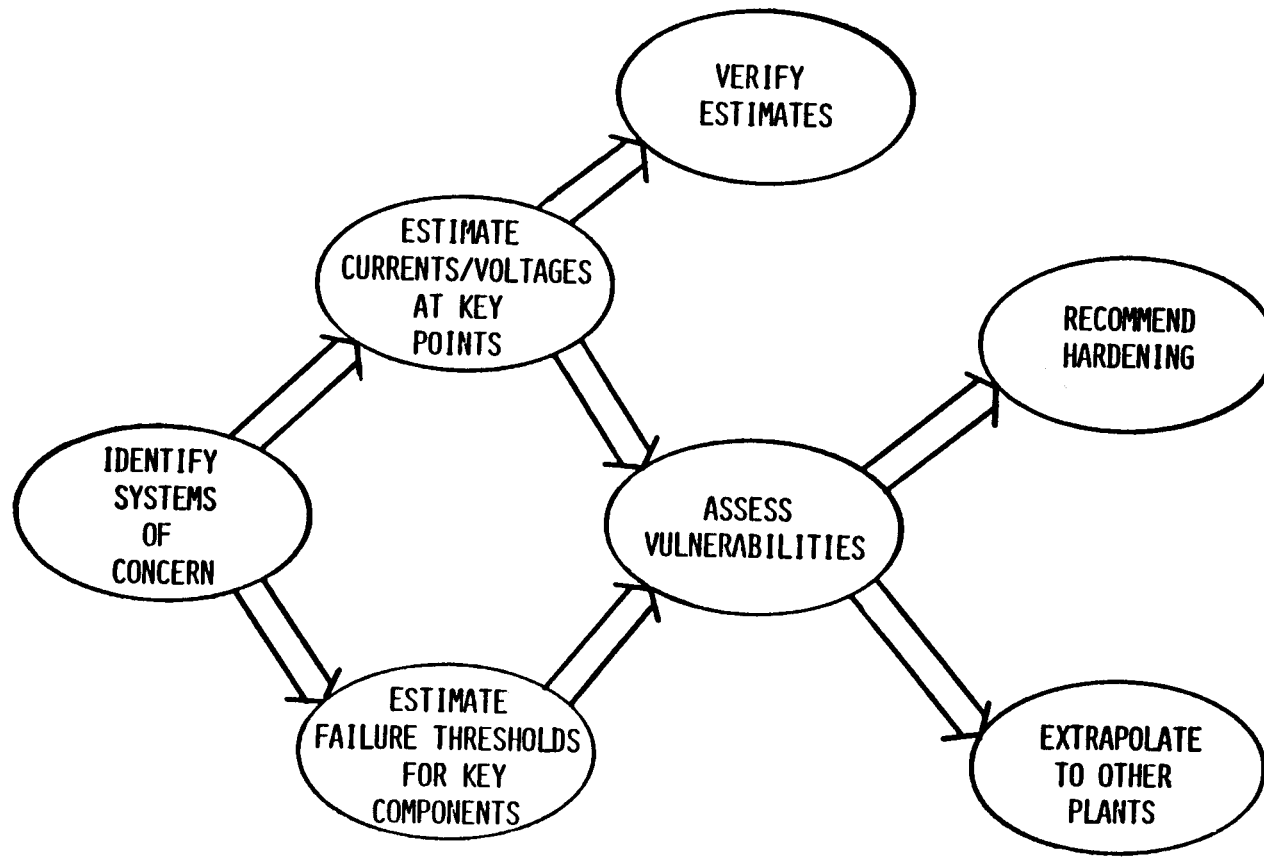 VERIFY
ESTIMATES
ESTIMATE
CURRENTS/VOLTAGES
AT KEY
POINTS
RECOMMEND
HARDENING
IDENTIFY
SYSTEMS
OF
CONCERN
ASSESS
VULNERABILITIES
ESTIMATE
FAILURE THRESHOLDS
FOR KEY
COMPONENTS
EXTRAPOLATE
TO OTHER
PLANTS